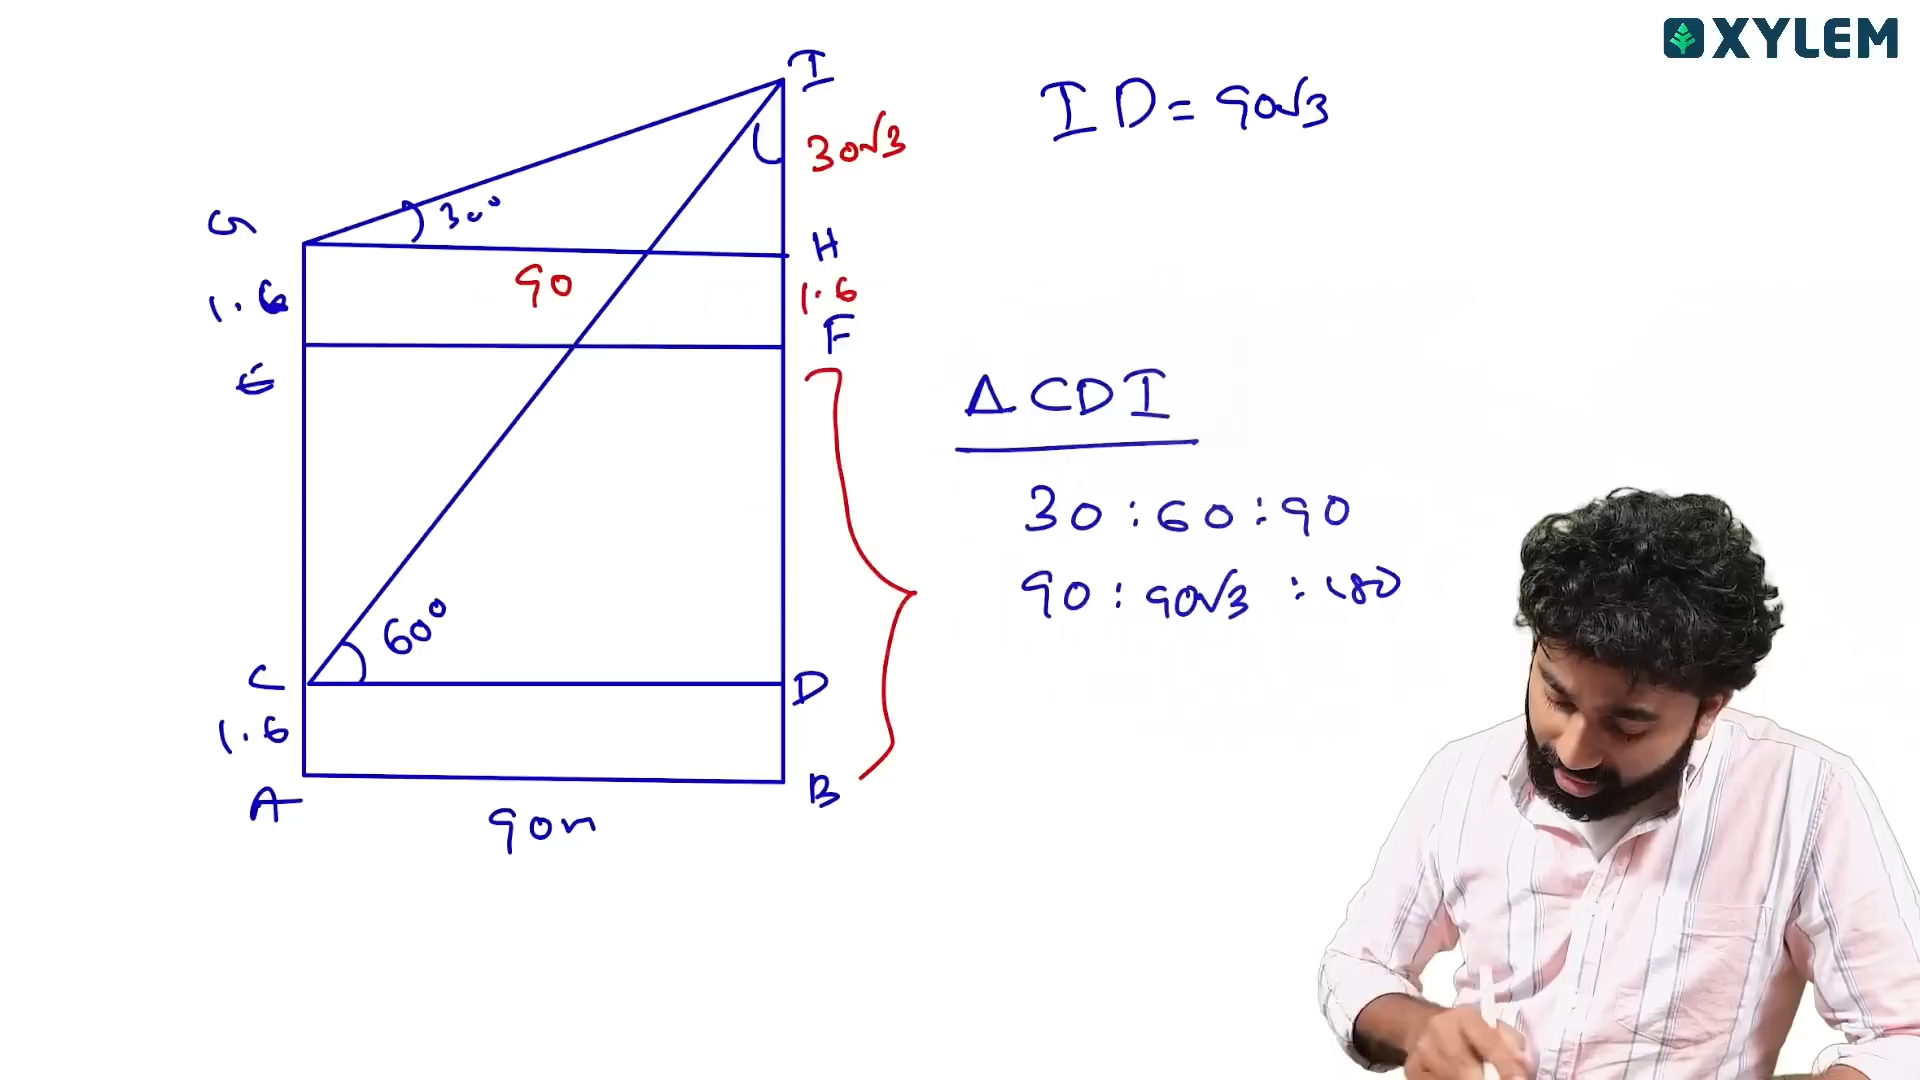 XYLEM
I
ID = 90√3
30√3
30°
G
H
90
1.6
1.6
F
E
Δ CDI
30 : 60 : 90
90 : 90√3 : 180
60°
C
D
1.6
A
B
90m